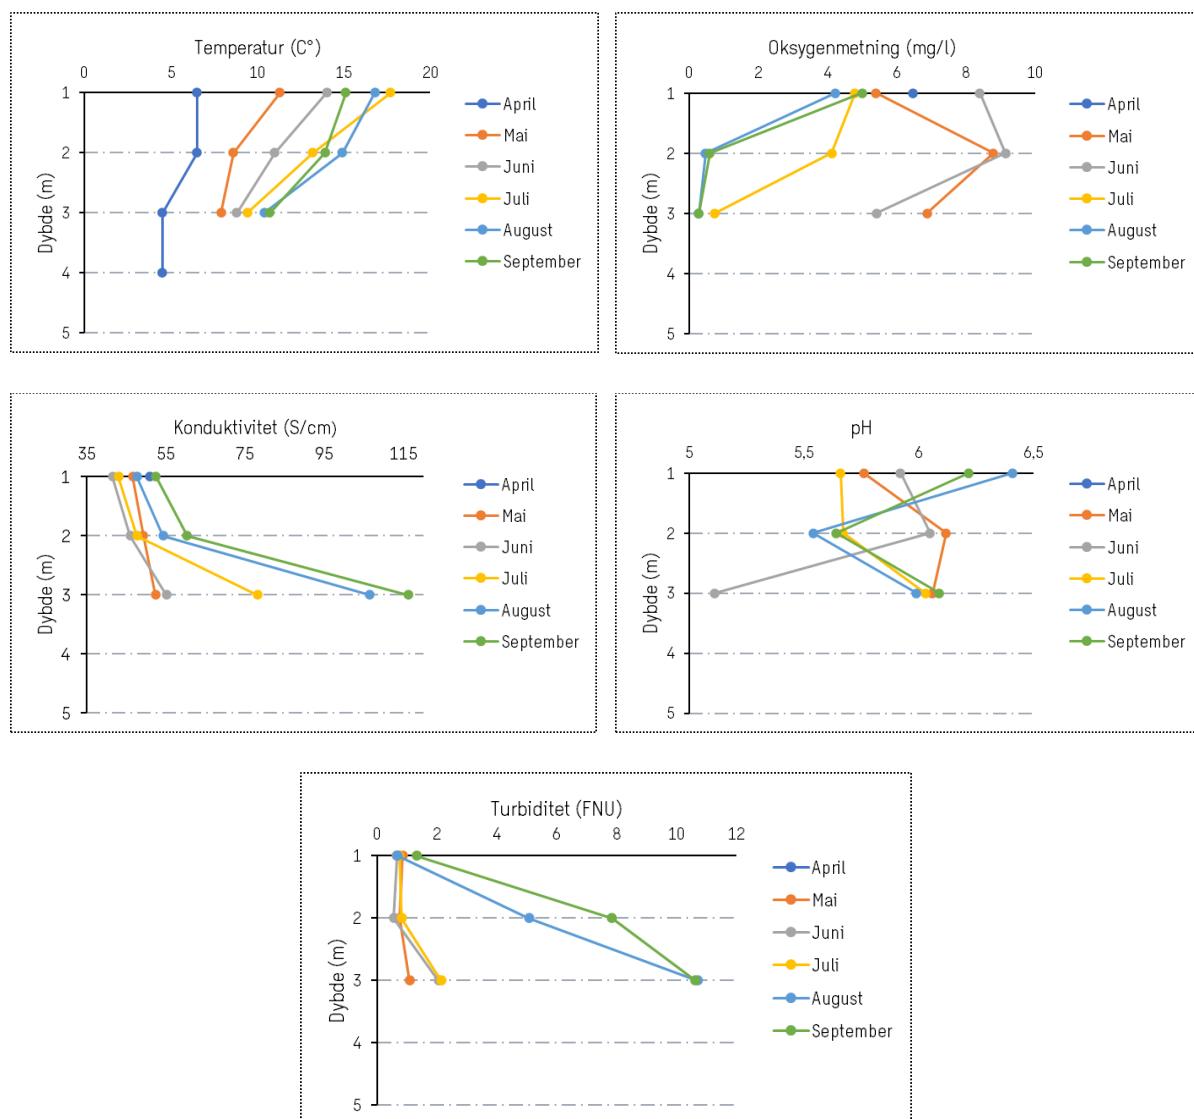 Temperatur (C°)
0 5 10 15 20
1
2
3
4
5
Dybde (m)
April
Mai
Juni
Juli
August
September
Oksygenmetning (mg/l)
0 2 4 6 8 10
1
2
3
4
5
Dybde (m)
April
Mai
Juni
Juli
August
September
Konduktivitet (S/cm)
35 55 75 95 115
1
2
3
4
5
Dybde (m)
April
Mai
Juni
Juli
August
September
pH
5 5,5 6 6,5
1
2
3
4
5
Dybde (m)
April
Mai
Juni
Juli
August
September
Turbiditet (FNU)
0 2 4 6 8 10 12
1
2
3
4
5
Dybde (m)
April
Mai
Juni
Juli
August
September